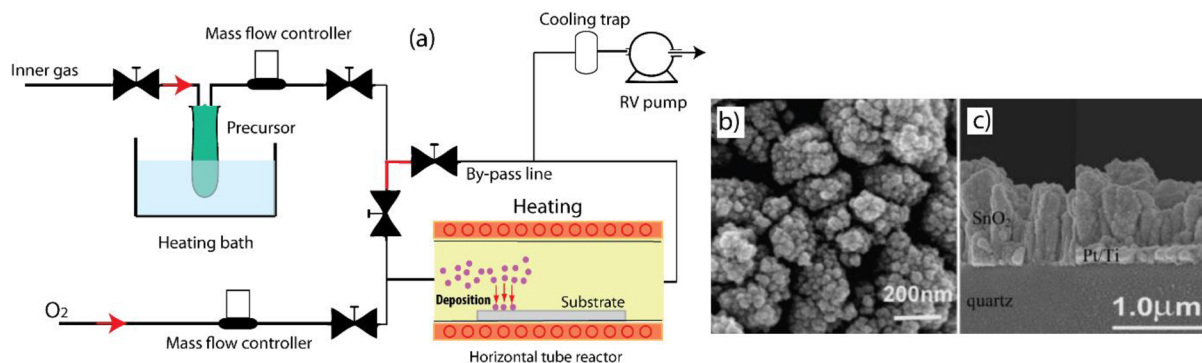 Mass flow controller
(a)
Cooling trap
RV pump
Inner gas
Precursor
Heating bath
By-pass line
Heating
Deposition
Substrate
O2
Mass flow controller
Horizontal tube reactor
b)
200nm
c)
SnO2
Pt/Ti
quartz
1.0μm